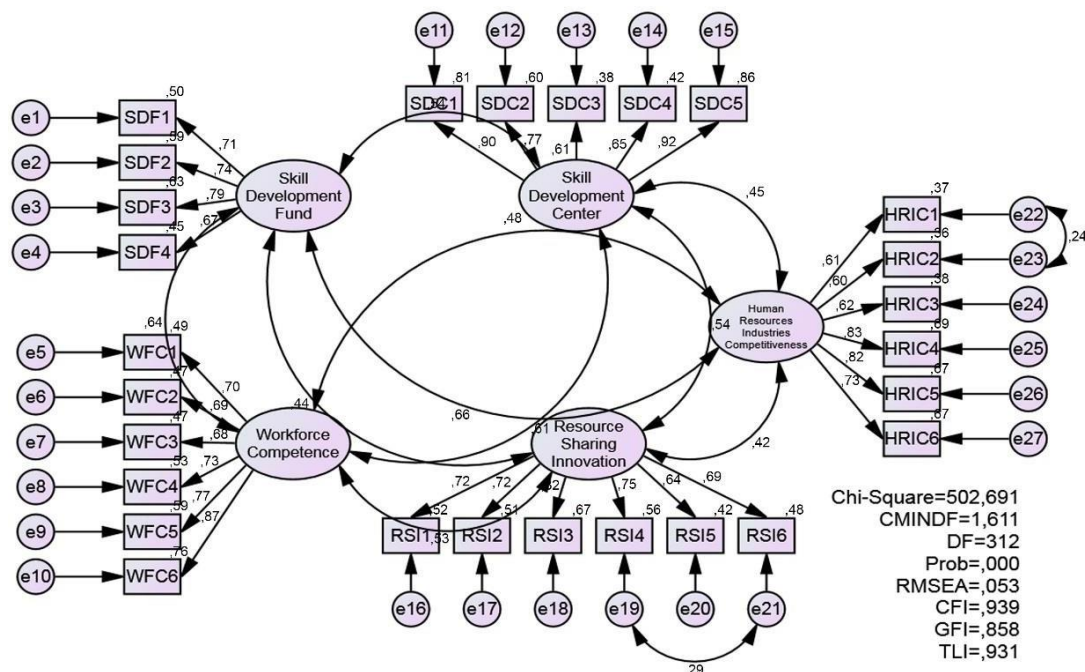 e11 e12 e13 e14 e15
,81 ,60 ,38 ,42 ,86
SDC1 SDC2 SDC3 SDC4 SDC5
,50
e1 SDF1
,59
e2 SDF2
,63
e3 SDF3
,45
e4 SDF4
,71
,74
,79
,67
Skill
Development
Fund
,90 ,77 ,61 ,65 ,92
Skill
Development
Center
,48
,45
,37
HRIC1 e22
,36
HRIC2 e23
,24
,38
HRIC3 e24
,69
HRIC4 e25
,67
HRIC5 e26
HRIC6 e27
,61
,60
,62
,83
,82
,73
Human
Resources
Industries
Competitiveness
,54
,64
,49
e5 WFC1
,47
e6 WFC2
,47
e7 WFC3
,53
e8 WFC4
,59
e9 WFC5
,76
e10 WFC6
,70
,69
,68
,73
,77
,87
Workforce
Competence
,44
,66
,61
,42
Resource
Sharing
Innovation
,72 ,72 ,75 ,64 ,69
,52 ,51 ,67 ,56 ,42 ,48
RSI1 RSI2 RSI3 RSI4 RSI5 RSI6
,53
e16 e17 e18 e19 e20 e21
,29
Chi-Square=502,691
CMINDF=1,611
DF=312
Prob=,000
RMSEA=,053
CFI=,939
GFI=,858
TLI=,931